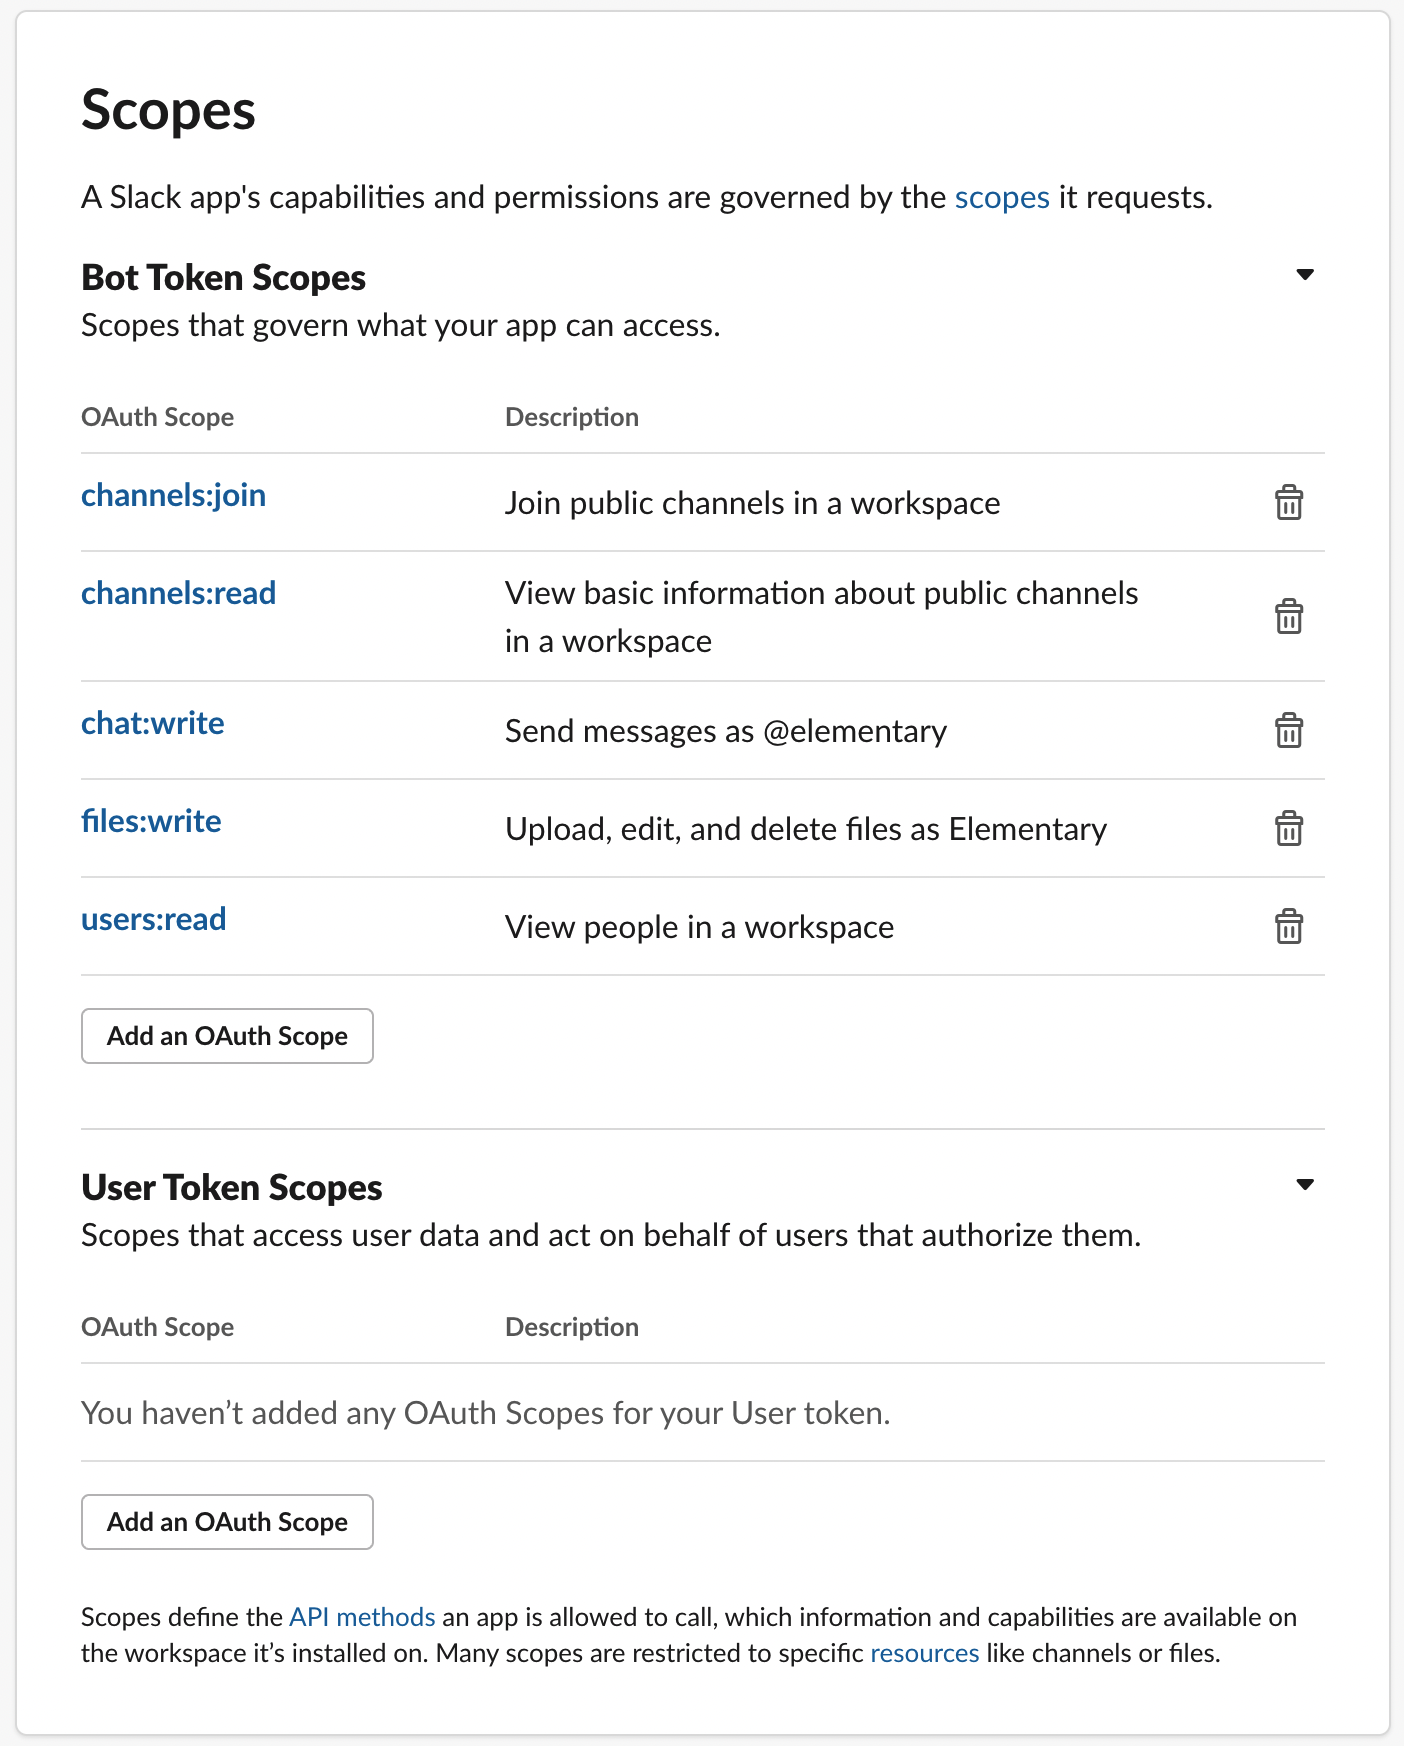 Scopes
A Slack app's capabilities and permissions are governed by the scopes it requests.
Bot Token Scopes
Scopes that govern what your app can access.
OAuth Scope Description
channels:join Join public channels in a workspace
channels:read View basic information about public channels
in a workspace
chat:write Send messages as @elementary
files:write Upload, edit, and delete files as Elementary
users:read View people in a workspace
Add an OAuth Scope
User Token Scopes
Scopes that access user data and act on behalf of users that authorize them.
OAuth Scope Description
You haven’t added any OAuth Scopes for your User token.
Add an OAuth Scope
Scopes define the API methods an app is allowed to call, which information and capabilities are available on
the workspace it’s installed on. Many scopes are restricted to specific resources like channels or files.